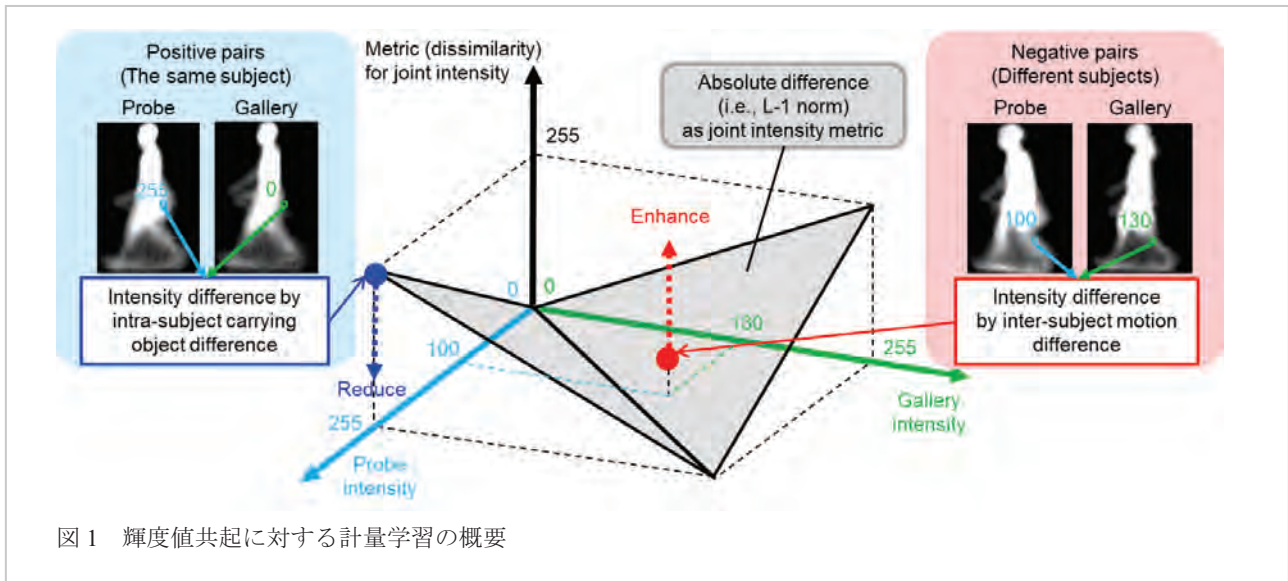 Positive pairs
(The same subject)
Probe Gallery
255
0
Intensity difference by
intra-subject carrying
object difference
Metric (dissimilarity)
for joint intensity
255
Absolute difference
(i.e., L-1 norm)
as joint intensity metric
Enhance
0 0
130
100
255
Reduce
255
Probe
intensity
Gallery
intensity
Negative pairs
(Different subjects)
Probe Gallery
100
130
Intensity difference
by inter-subject motion
difference
図 1 輝度値共起に対する計量学習の概要